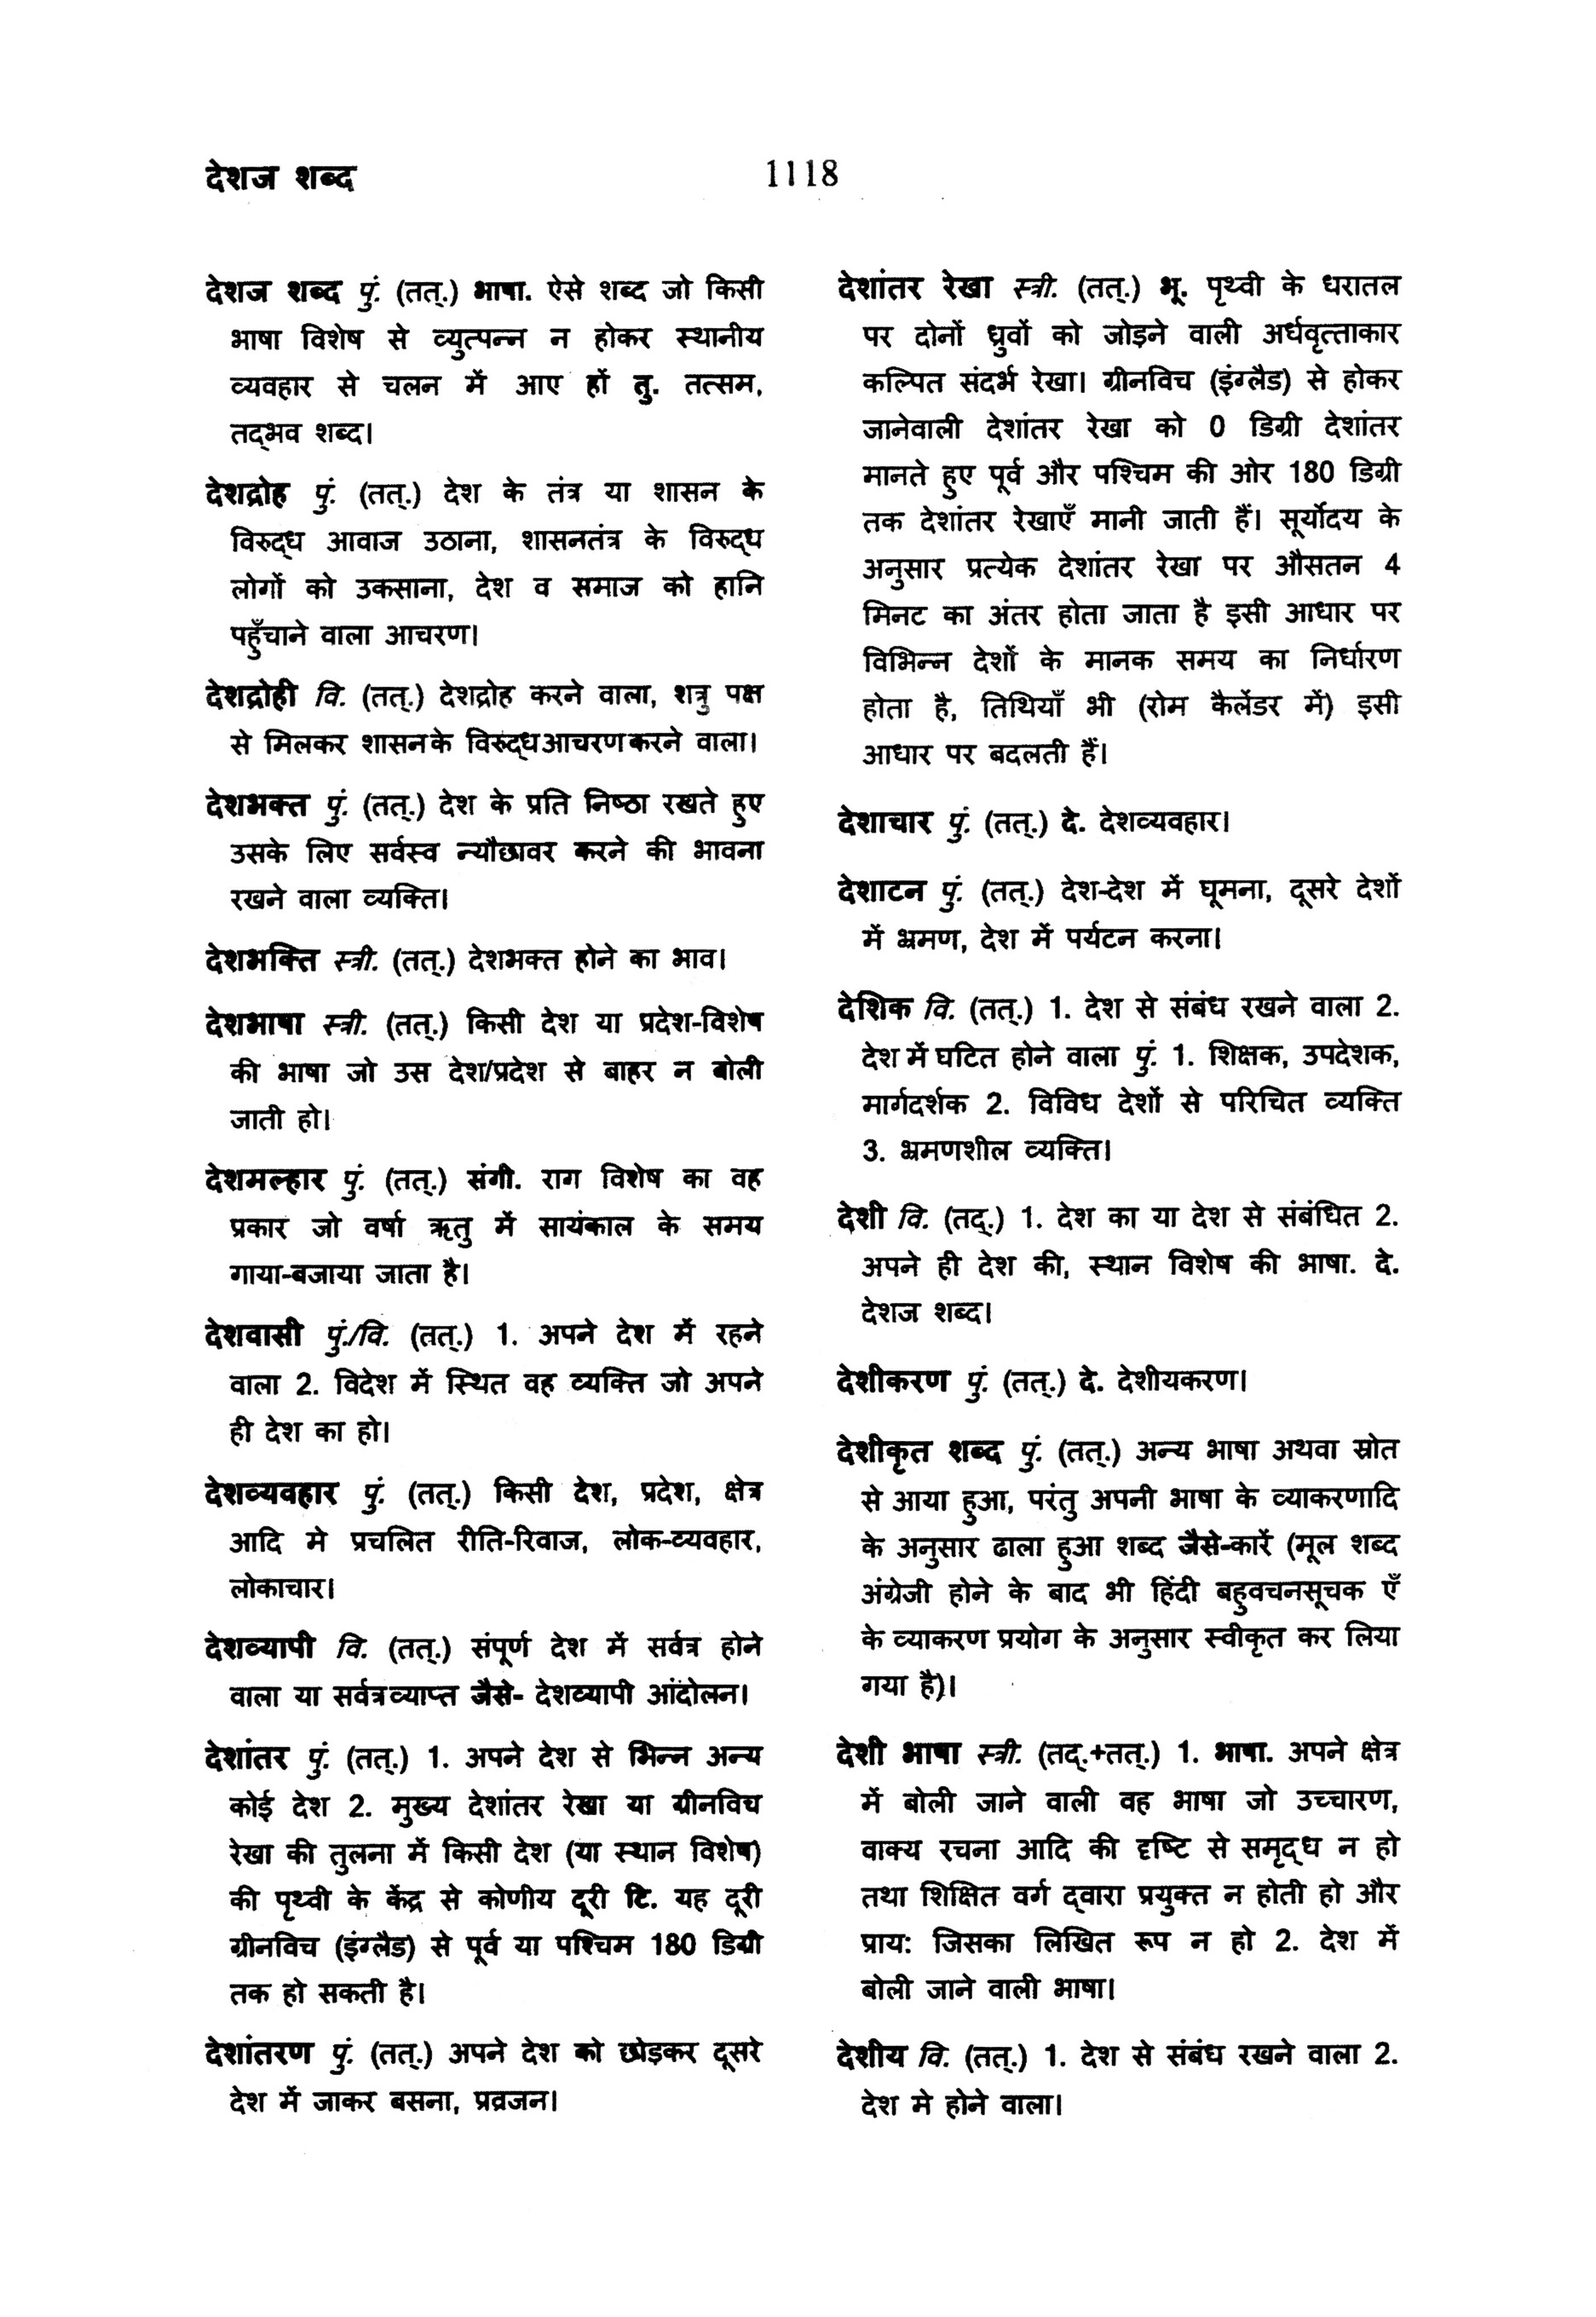 देशज शब्द
1118
देशज शब्द पुं. (तत्.) भाषा. ऐसे शब्द जो किसी
भाषा विशेष से व्युत्पन्न न होकर स्थानीय
व्यवहार से चलन में आए हों तु. तत्सम,
तद्भव शब्द।
देशद्रोह पुं. (तत्.) देश के तंत्र या शासन के
विरुद्ध आवाज उठाना, शासनतंत्र के विरुद्ध
लोगों को उकसाना, देश व समाज को हानि
पहुँचाने वाला आचरण।
देशद्रोही वि. (तत्.) देशद्रोह करने वाला, शत्रु पक्ष
से मिलकर शासन के विरुद्ध आचरण करने वाला।
देशभक्त पुं. (तत्.) देश के प्रति निष्ठा रखते हुए
उसके लिए सर्वस्व न्यौछावर करने की भावना
रखने वाला व्यक्ति।
देशभक्ति स्त्री. (तत्.) देशभक्त होने का भाव।
देशभाषा स्त्री. (तत्.) किसी देश या प्रदेश-विशेष
की भाषा जो उस देश/प्रदेश से बाहर न बोली
जाती हो।
देशमल्हार पुं. (तत्.) संगी. राग विशेष का वह
प्रकार जो वर्षा ऋतु में सायंकाल के समय
गाया-बजाया जाता है।
देशवासी पुं./वि. (तत्.) 1. अपने देश में रहने
वाला 2. विदेश में स्थित वह व्यक्ति जो अपने
ही देश का हो।
देशव्यवहार पुं. (तत्.) किसी देश, प्रदेश, क्षेत्र
आदि मे प्रचलित रीति-रिवाज, लोक-व्यवहार,
लोकाचार।
देशव्यापी वि. (तत्.) संपूर्ण देश में सर्वत्र होने
वाला या सर्वत्र व्याप्त जैसे- देशव्यापी आंदोलन।
देशांतर पुं. (तत्.) 1. अपने देश से भिन्न अन्य
कोई देश 2. मुख्य देशांतर रेखा या ग्रीनविच
रेखा की तुलना में किसी देश (या स्थान विशेष)
की पृथ्वी के केंद्र से कोणीय दूरी टि. यह दूरी
ग्रीनविच (इंग्लैड) से पूर्व या पश्चिम 180 डिग्री
तक हो सकती है।
देशांतरण पुं. (तत्.) अपने देश को छोड़कर दूसरे
देश में जाकर बसना, प्रव्रजन।
देशांतर रेखा स्त्री. (तत्.) भू. पृथ्वी के धरातल
पर दोनों ध्रुवों को जोड़ने वाली अर्धवृत्ताकार
कल्पित संदर्भ रेखा। ग्रीनविच (इंग्लैड) से होकर
जानेवाली देशांतर रेखा को 0 डिग्री देशांतर
मानते हुए पूर्व और पश्चिम की ओर 180 डिग्री
तक देशांतर रेखाएँ मानी जाती हैं। सूर्योदय के
अनुसार प्रत्येक देशांतर रेखा पर औसतन 4
मिनट का अंतर होता जाता है इसी आधार पर
विभिन्न देशों के मानक समय का निर्धारण
होता है, तिथियाँ भी (रोम कैलेंडर में) इसी
आधार पर बदलती हैं।
देशाचार पुं. (तत्.) दे. देशव्यवहार।
देशाटन पुं. (तत्.) देश-देश में घूमना, दूसरे देशों
में भ्रमण, देश में पर्यटन करना।
देशिक वि. (तत्.) 1. देश से संबंध रखने वाला 2.
देश में घटित होने वाला पुं. 1. शिक्षक, उपदेशक,
मार्गदर्शक 2. विविध देशों से परिचित व्यक्ति
3. भ्रमणशील व्यक्ति।
देशी वि. (तद्.) 1. देश का या देश से संबंधित 2.
अपने ही देश की, स्थान विशेष की भाषा. दे.
देशज शब्द।
देशीकरण पुं. (तत्.) दे. देशीयकरण।
देशीकृत शब्द पुं. (तत्.) अन्य भाषा अथवा स्रोत
से आया हुआ, परंतु अपनी भाषा के व्याकरणादि
के अनुसार ढाला हुआ शब्द जैसे-कारें (मूल शब्द
अंग्रेजी होने के बाद भी हिंदी बहुवचनसूचक एँ
के व्याकरण प्रयोग के अनुसार स्वीकृत कर लिया
गया है)।
देशी भाषा स्त्री. (तद्.+तत्.) 1. भाषा. अपने क्षेत्र
में बोली जाने वाली वह भाषा जो उच्चारण,
वाक्य रचना आदि की दृष्टि से समृद्ध न हो
तथा शिक्षित वर्ग द्वारा प्रयुक्त न होती हो और
प्राय: जिसका लिखित रूप न हो 2. देश में
बोली जाने वाली भाषा।
देशीय वि. (तत्.) 1. देश से संबंध रखने वाला 2.
देश मे होने वाला।